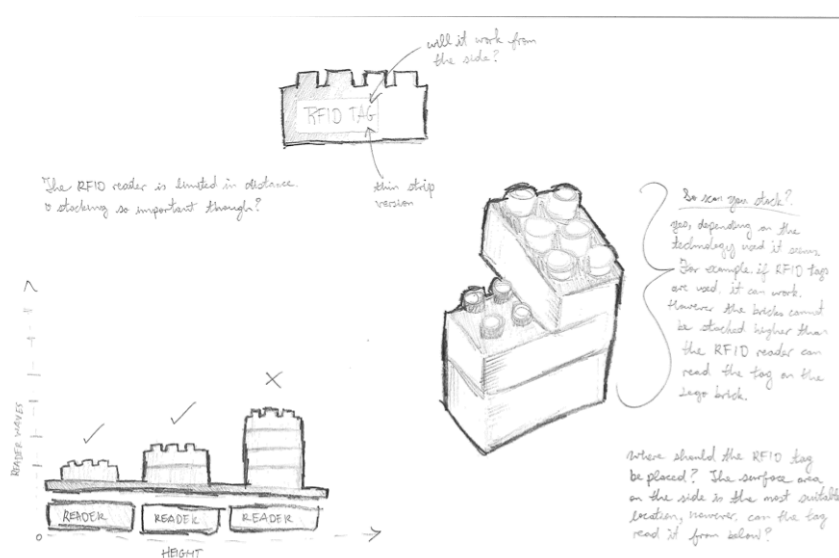 will it work from
the side?
RFID TAG
thin strip
version
The RFID reader is limited in distance.
stacking so important though?
So can you stack?
yes, depending on the
technology used it seems
For example if RFID tags
are used, it can work.
However the bricks cannot
be stacked higher than
the RFID reader can
read the tag on the
Lego brick.
READER WAVES
READER
READER
READER
HEIGHT
Where should the RFID tag
be placed? The surface area
on the side is the most
location, however, can the tag
read it from below?